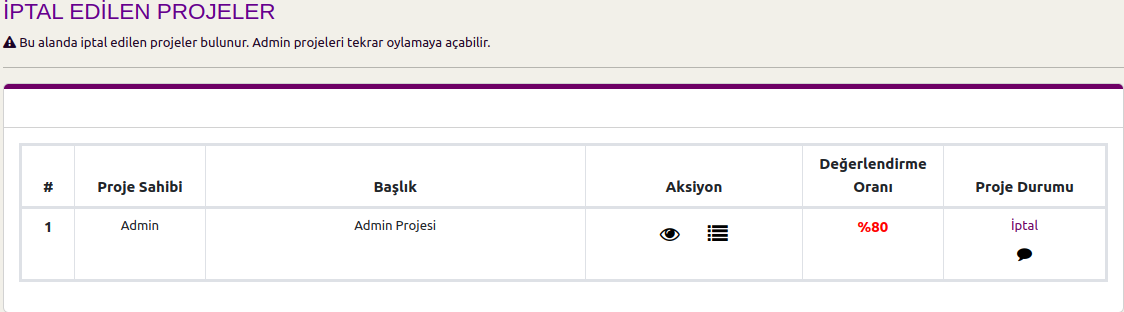 İPTAL EDİLEN PROJELER
Bu alanda iptal edilen projeler bulunur. Admin projeleri tekrar oylamaya açabilir.
# Proje Sahibi Başlık Aksiyon Değerlendirme Oranı Proje Durumu
1 Admin Admin Projesi %80 İptal